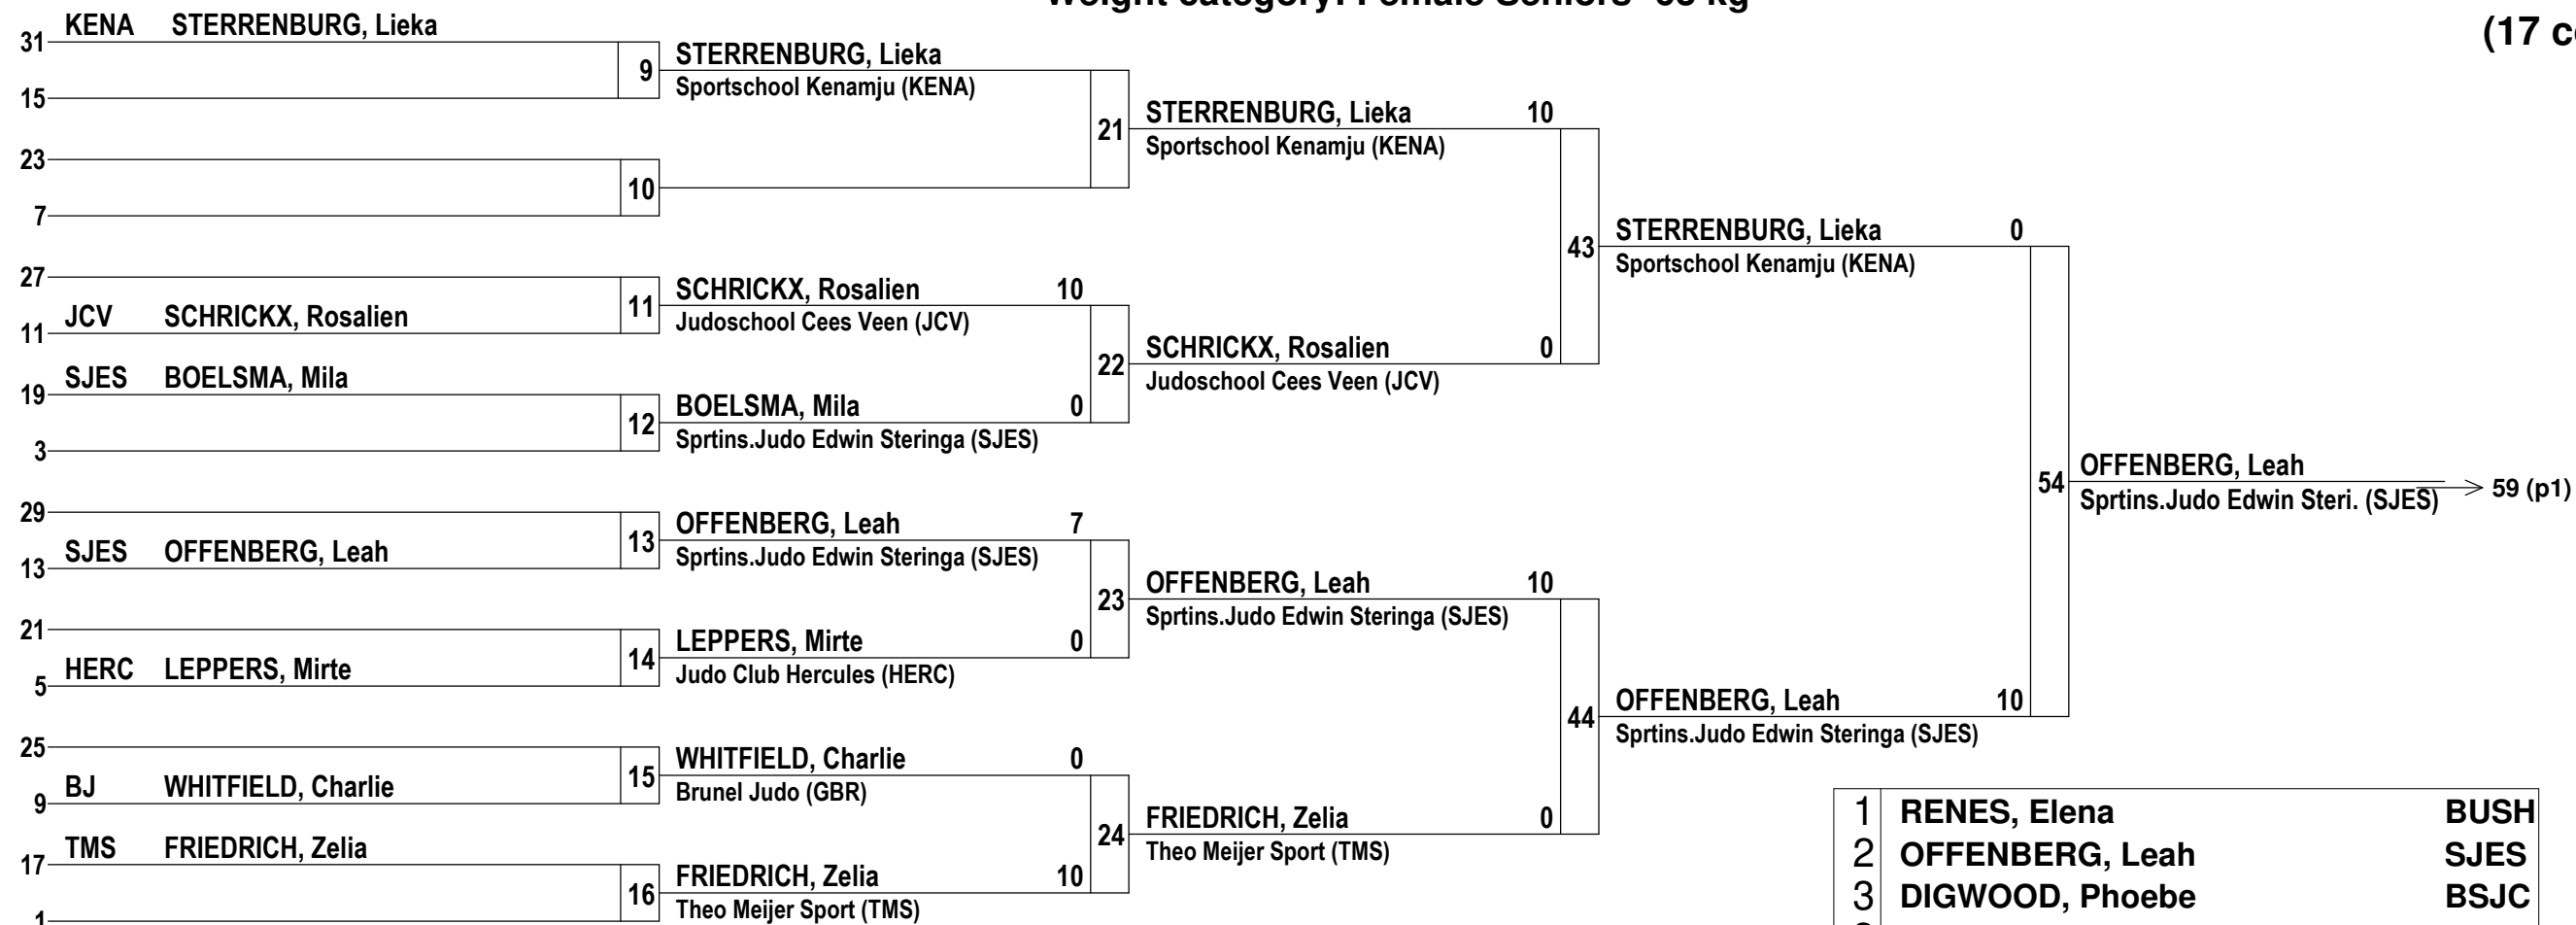 (17
31 KENA STERRENBURG, Lieka
15
9 STERRENBURG, Lieka
Sportschool Kenamju (KENA)
23
7
10
21 STERRENBURG, Lieka 10
Sportschool Kenamju (KENA)
27
11 JCV SCHRICKX, Rosalien
11 SCHRICKX, Rosalien 10
Judoschool Cees Veen (JCV)
19 SJES BOELSMA, Mila
3
12 BOELSMA, Mila 0
Sprtins.Judo Edwin Steringa (SJES)
22 SCHRICKX, Rosalien 0
Judoschool Cees Veen (JCV)
43 STERRENBURG, Lieka 0
Sportschool Kenamju (KENA)
29
13 SJES OFFENBERG, Leah
13 OFFENBERG, Leah 7
Sprtins.Judo Edwin Steringa (SJES)
21
5 HERC LEPPERS, Mirte
14 LEPPERS, Mirte 0
Judo Club Hercules (HERC)
23 OFFENBERG, Leah 10
Sprtins.Judo Edwin Steringa (SJES)
25
9 BJ WHITFIELD, Charlie
15 WHITFIELD, Charlie 0
Brunel Judo (GBR)
17 TMS FRIEDRICH, Zelia
1
16 FRIEDRICH, Zelia 10
Theo Meijer Sport (TMS)
24 FRIEDRICH, Zelia 0
Theo Meijer Sport (TMS)
44 OFFENBERG, Leah 10
Sprtins.Judo Edwin Steringa (SJES)
54 OFFENBERG, Leah
Sprtins.Judo Edwin Steri. (SJES) 59 (p1)
1 RENES, Elena BUSH
2 OFFENBERG, Leah SJES
3 DIGWOOD, Phoebe BSJC